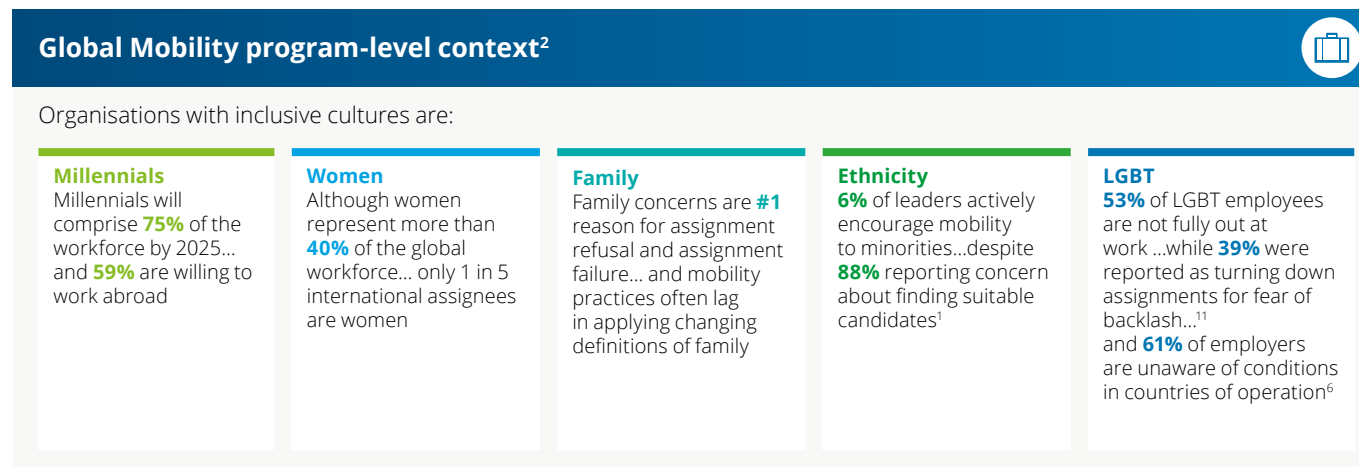 Global Mobility program-level context2
Organisations with inclusive cultures are:
Millennials
Millennials will
comprise 75% of the
workforce by 2025...
and 59% are willing to
work abroad
Women
Although women
represent more than
40% of the global
workforce... only 1 in 5
international assignees
are women
Family
Family concerns are #1
reason for assignment
refusal and assignment
failure... and mobility
practices often lag
in applying changing
definitions of family
Ethnicity
6% of leaders actively
encourage mobility
to minorities...despite
88% reporting concern
about finding suitable
candidates1
LGBT
53% of LGBT employees
are not fully out at
work ...while 39% were
reported as turning down
assignments for fear of
backlash...11
and 61% of employers
are unaware of conditions
in countries of operation6